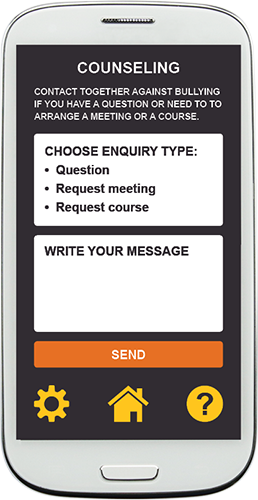 COUNSELING
CONTACT TOGETHER AGAINST BULLYING
IF YOU HAVE A QUESTION OR NEED TO TO
ARRANGE A MEETING OR A COURSE.
CHOOSE ENQUIRY TYPE:
• Question
• Request meeting
• Request course
WRITE YOUR MESSAGE
SEND
?